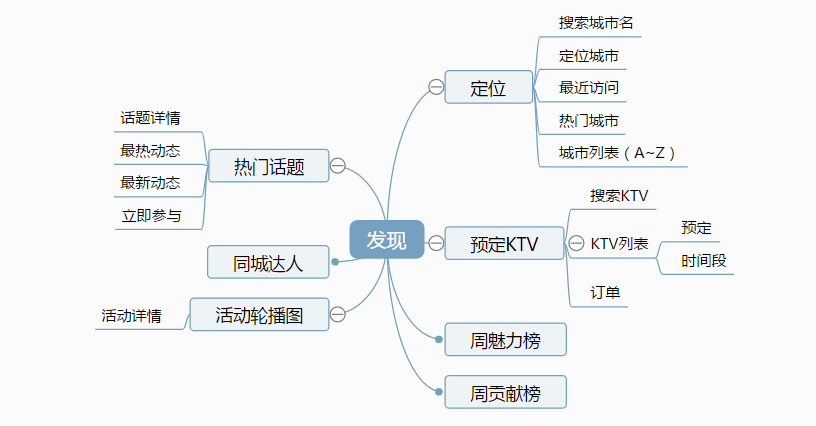 发现
定位
搜索城市名
定位城市
最近访问
热门城市
城市列表（A~Z）
预定KTV
搜索KTV
KTV列表
预定
时间段
订单
周魅力榜
周贡献榜
热门话题
话题详情
最热动态
最新动态
立即参与
同城达人
活动轮播图
活动详情